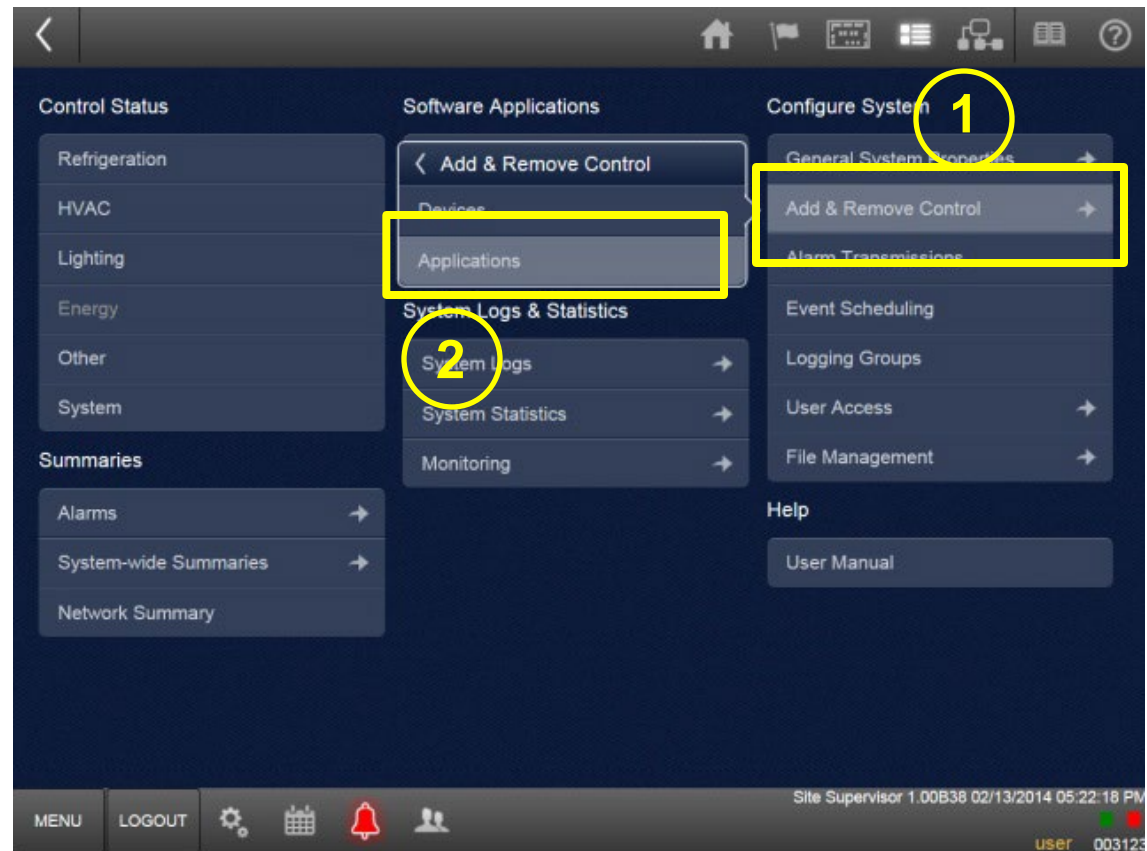 Control Status
Refrigeration
HVAC
Lighting
Energy
Other
System
Summaries
Alarms
System-wide Summaries
Network Summary
Software Applications
Add & Remove Control
Devices
Applications
System Logs & Statistics
2
System Logs
System Statistics
Monitoring
Configure System
1
General System Properties
Add & Remove Control
Alarm Transmissions
Event Scheduling
Logging Groups
User Access
File Management
Help
User Manual
MENU LOGOUT
Site Supervisor 1.00B38 02/13/2014 05:22:18 PM
user 003123